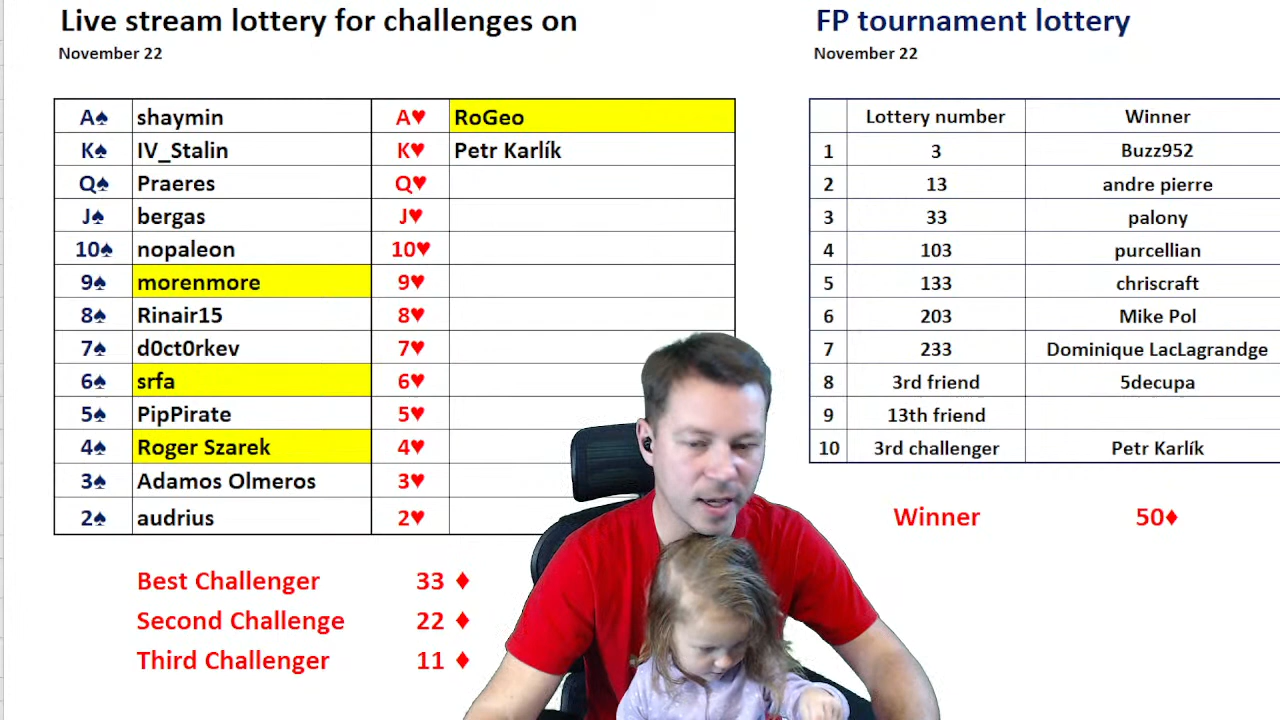 Live stream lottery for challenges on
November 22
A♠ shaymin A♥ RoGeo
K♠ IV_Stalin K♥ Petr Karlík
Q♠ Praeres Q♥
J♠ bergas J♥
10♠ nopaleon 10♥
9♠ morenmore 9♥
8♠ Rinair15 8♥
7♠ d0ct0rkev 7♥
6♠ srfa 6♥
5♠ PipPirate 5♥
4♠ Roger Szarek 4♥
3♠ Adamos Olmeros 3♥
2♠ audrius 2♥
Best Challenger 33 ♦
Second Challenge 22 ♦
Third Challenger 11 ♦
FP tournament lottery
November 22
Lottery number Winner
1 3 Buzz952
2 13 andre pierre
3 33 palony
4 103 purcellian
5 133 chriscraft
6 203 Mike Pol
7 233 Dominique LacLagrandge
8 3rd friend 5decupa
9 13th friend
10 3rd challenger Petr Karlík
Winner 50♦